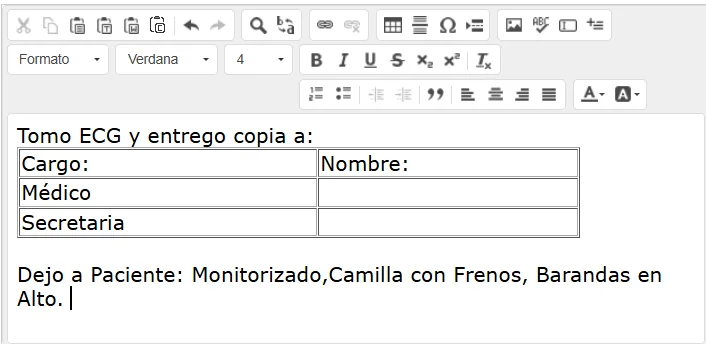 Formato Verdana 4
Tomo ECG y entrego copia a:
Cargo: Nombre:
Médico
Secretaria
Dejo a Paciente: Monitorizado,Camilla con Frenos, Barandas en
Alto.